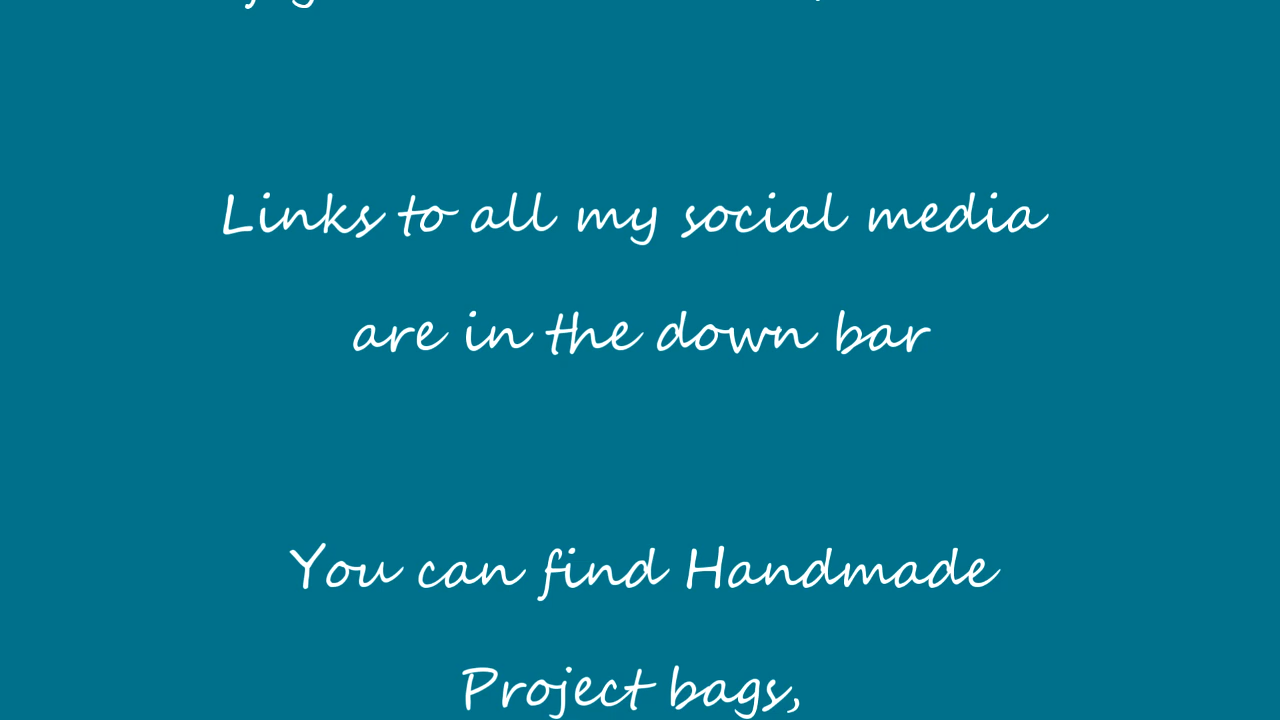 Links to all my social media
are in the down bar
You can find Handmade
Project bags,